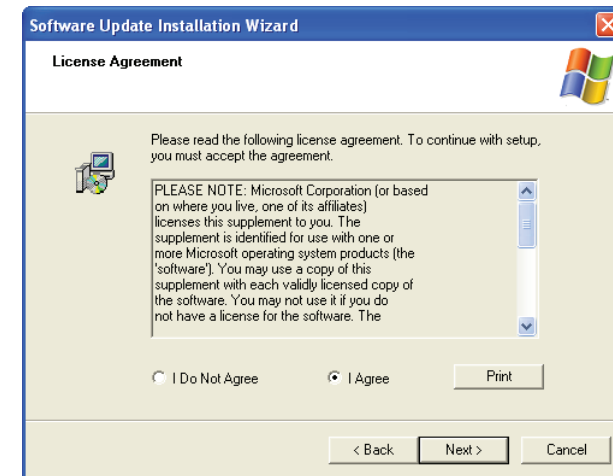 Software Update Installation Wizard
License Agreement
Please read the following license agreement. To continue with setup,
you must accept the agreement.
PLEASE NOTE: Microsoft Corporation (or based
on where you live, one of its affiliates)
licenses this supplement to you. The
supplement is identified for use with one or
more Microsoft operating system products (the
'software'). You may use a copy of this
supplement with each validly licensed copy of
the software. You may not use it if you do
not have a license for the software. The
I Do Not Agree
I Agree
Print
< Back
Next >
Cancel